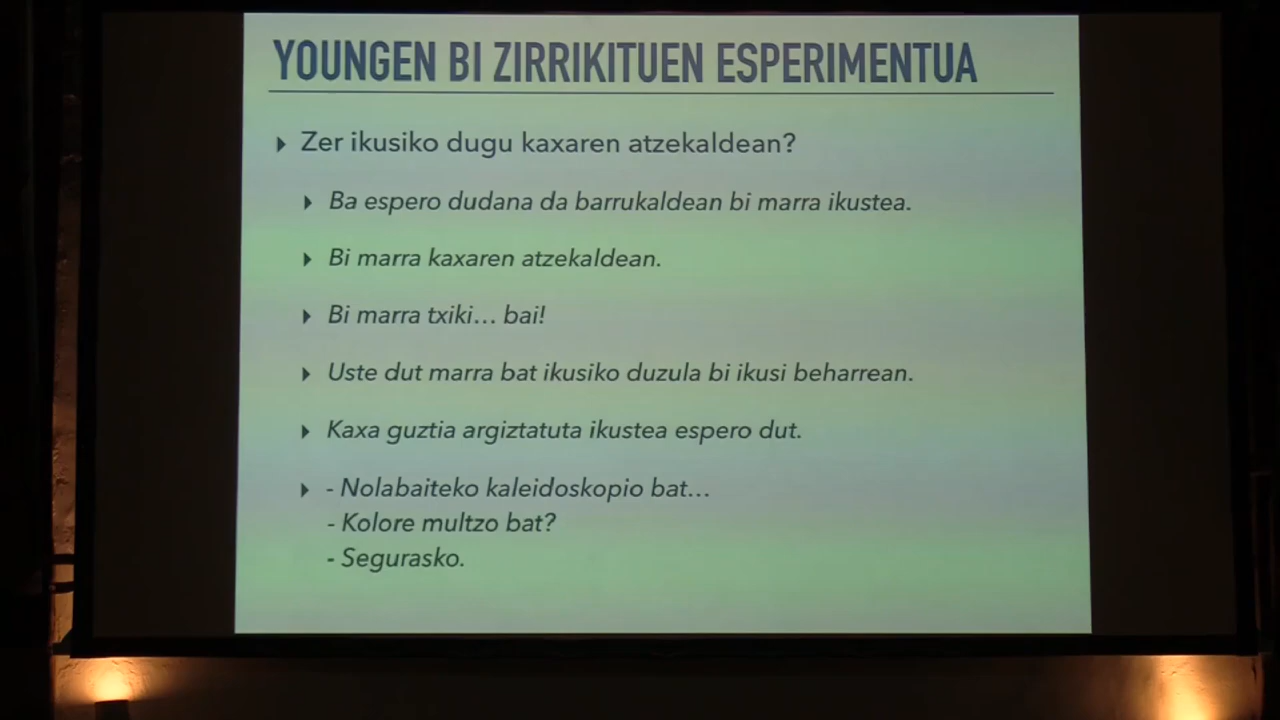 YOUNGEN BI ZIRRIKITUEN ESPERIMENTUA
Zer ikusiko dugu kaxaren atzekaldean?
Ba espero dudana da barrukaldean bi marra ikustea.
Bi marra kaxaren atzekaldean.
Bi marra txiki... bai!
Uste dut marra bat ikusiko duzula bi ikusi beharrean.
Kaxa guztia argiztatuta ikustea espero dut.
- Nolabaiteko kaleidoskopio bat...
- Kolore multzo bat?
- Segurasko.